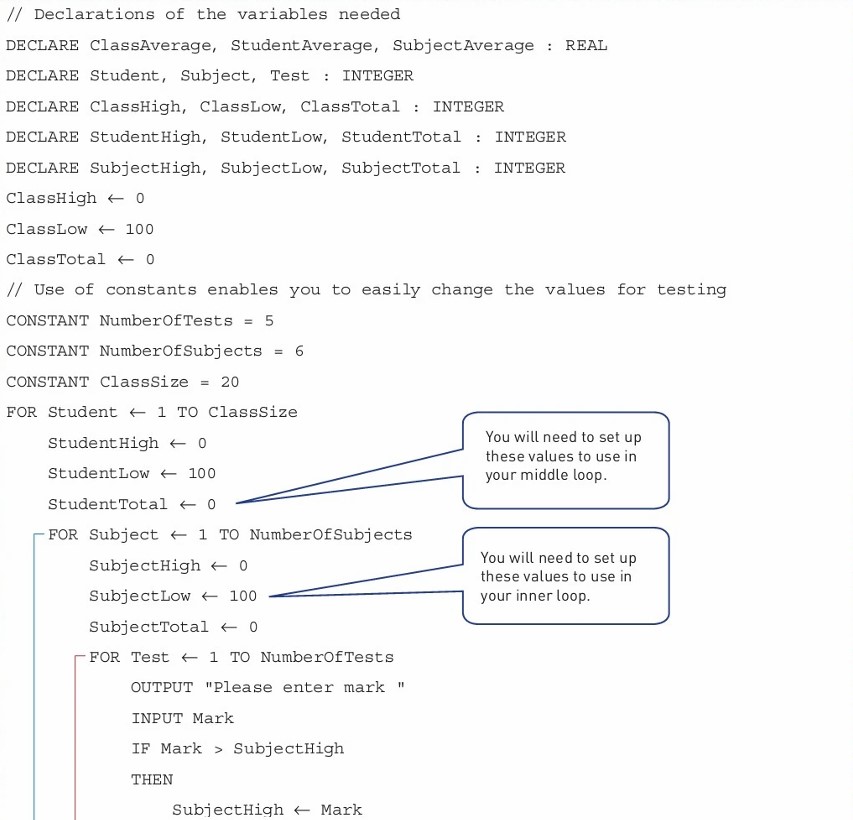 // Declarations of the variables needed
DECLARE ClassAverage, StudentAverage, SubjectAverage : REAL
DECLARE Student, Subject, Test : INTEGER
DECLARE ClassHigh, ClassLow, ClassTotal : INTEGER
DECLARE StudentHigh, StudentLow, StudentTotal : INTEGER
DECLARE SubjectHigh, SubjectLow, SubjectTotal : INTEGER
ClassHigh ← 0
ClassLow ← 100
ClassTotal ← 0
// Use of constants enables you to easily change the values for testing
CONSTANT NumberOfTests = 5
CONSTANT NumberOfSubjects = 6
CONSTANT ClassSize = 20
FOR Student ← 1 TO ClassSize
StudentHigh ← 0
StudentLow ← 100
StudentTotal ← 0
You will need to set up
these values to use in
your middle loop.
FOR Subject ← 1 TO NumberOfSubjects
SubjectHigh ← 0
SubjectLow ← 100
SubjectTotal ← 0
You will need to set up
these values to use in
your inner loop.
FOR Test ← 1 TO NumberOfTests
OUTPUT "Please enter mark "
INPUT Mark
IF Mark > SubjectHigh
THEN
SubjectHigh ← Mark